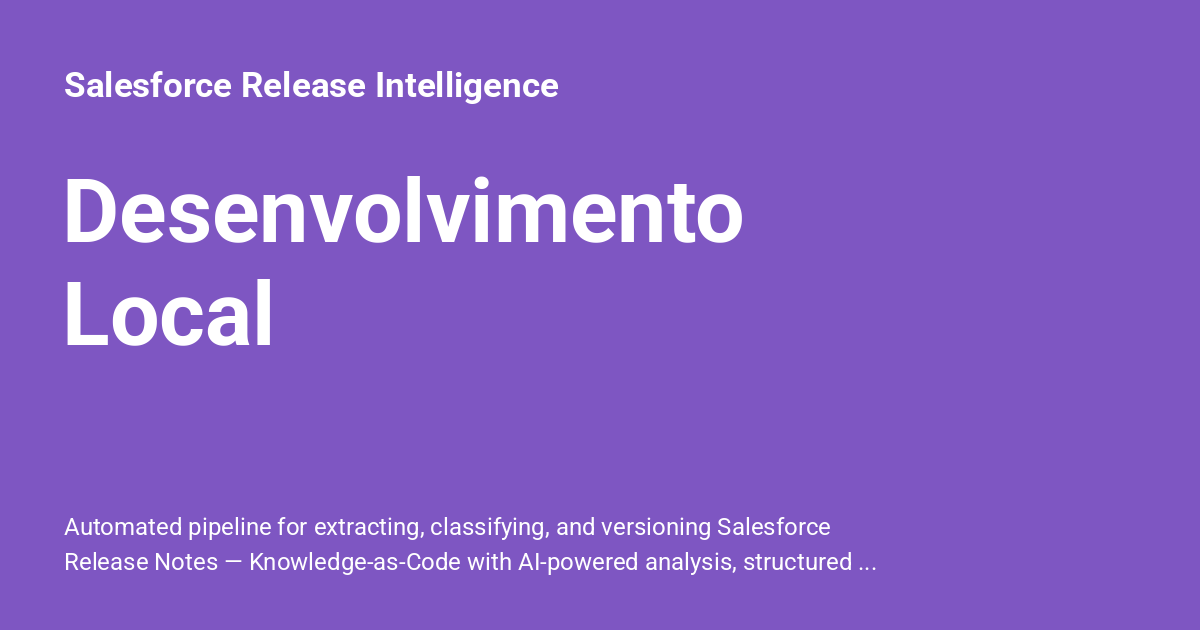 Salesforce Release Intelligence
Desenvolvimento
Local
Automated pipeline for extracting, classifying, and versioning Salesforce
Release Notes — Knowledge-as-Code with AI-powered analysis, structured ...